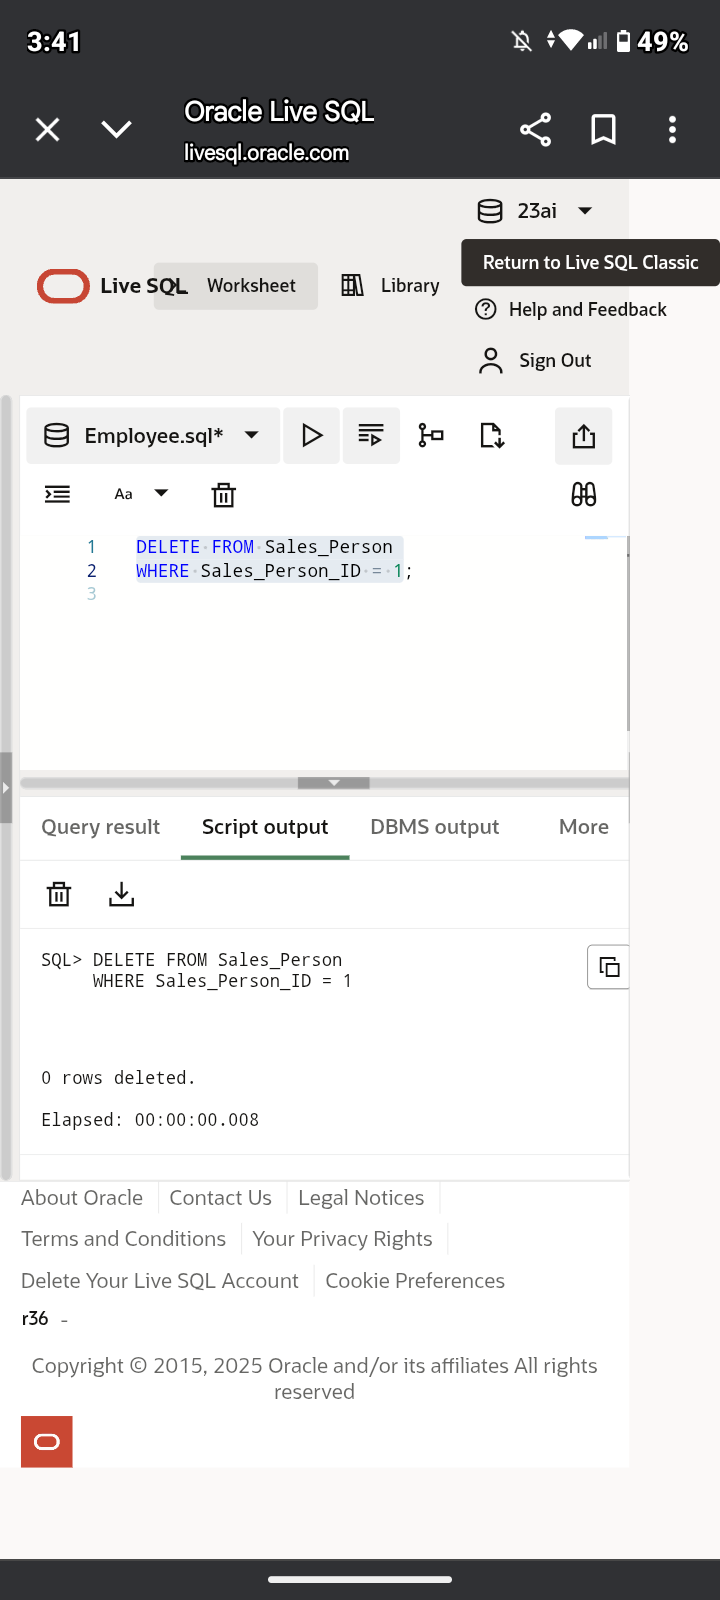 3:41
49%
Oracle Live SQL
livesql.oracle.com
23ai
Return to Live SQL Classic
Live SQL
Worksheet
Library
Help and Feedback
Sign Out
Employee.sql*
Aa
1 DELETE FROM Sales_Person
2 WHERE Sales_Person_ID = 1;
3
Query result
Script output
DBMS output
More
SQL> DELETE FROM Sales_Person
WHERE Sales_Person_ID = 1
0 rows deleted.
Elapsed: 00:00:00.008
About Oracle
Contact Us
Legal Notices
Terms and Conditions
Your Privacy Rights
Delete Your Live SQL Account
Cookie Preferences
r36 -
Copyright © 2015, 2025 Oracle and/or its affiliates All rights
reserved